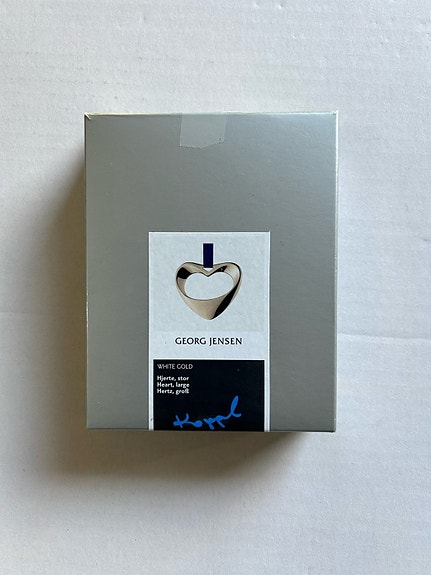 GEORG JENSEN
WHITE GOLD
Hjerte, stor
Heart, large
Hertz, groß
Koppel